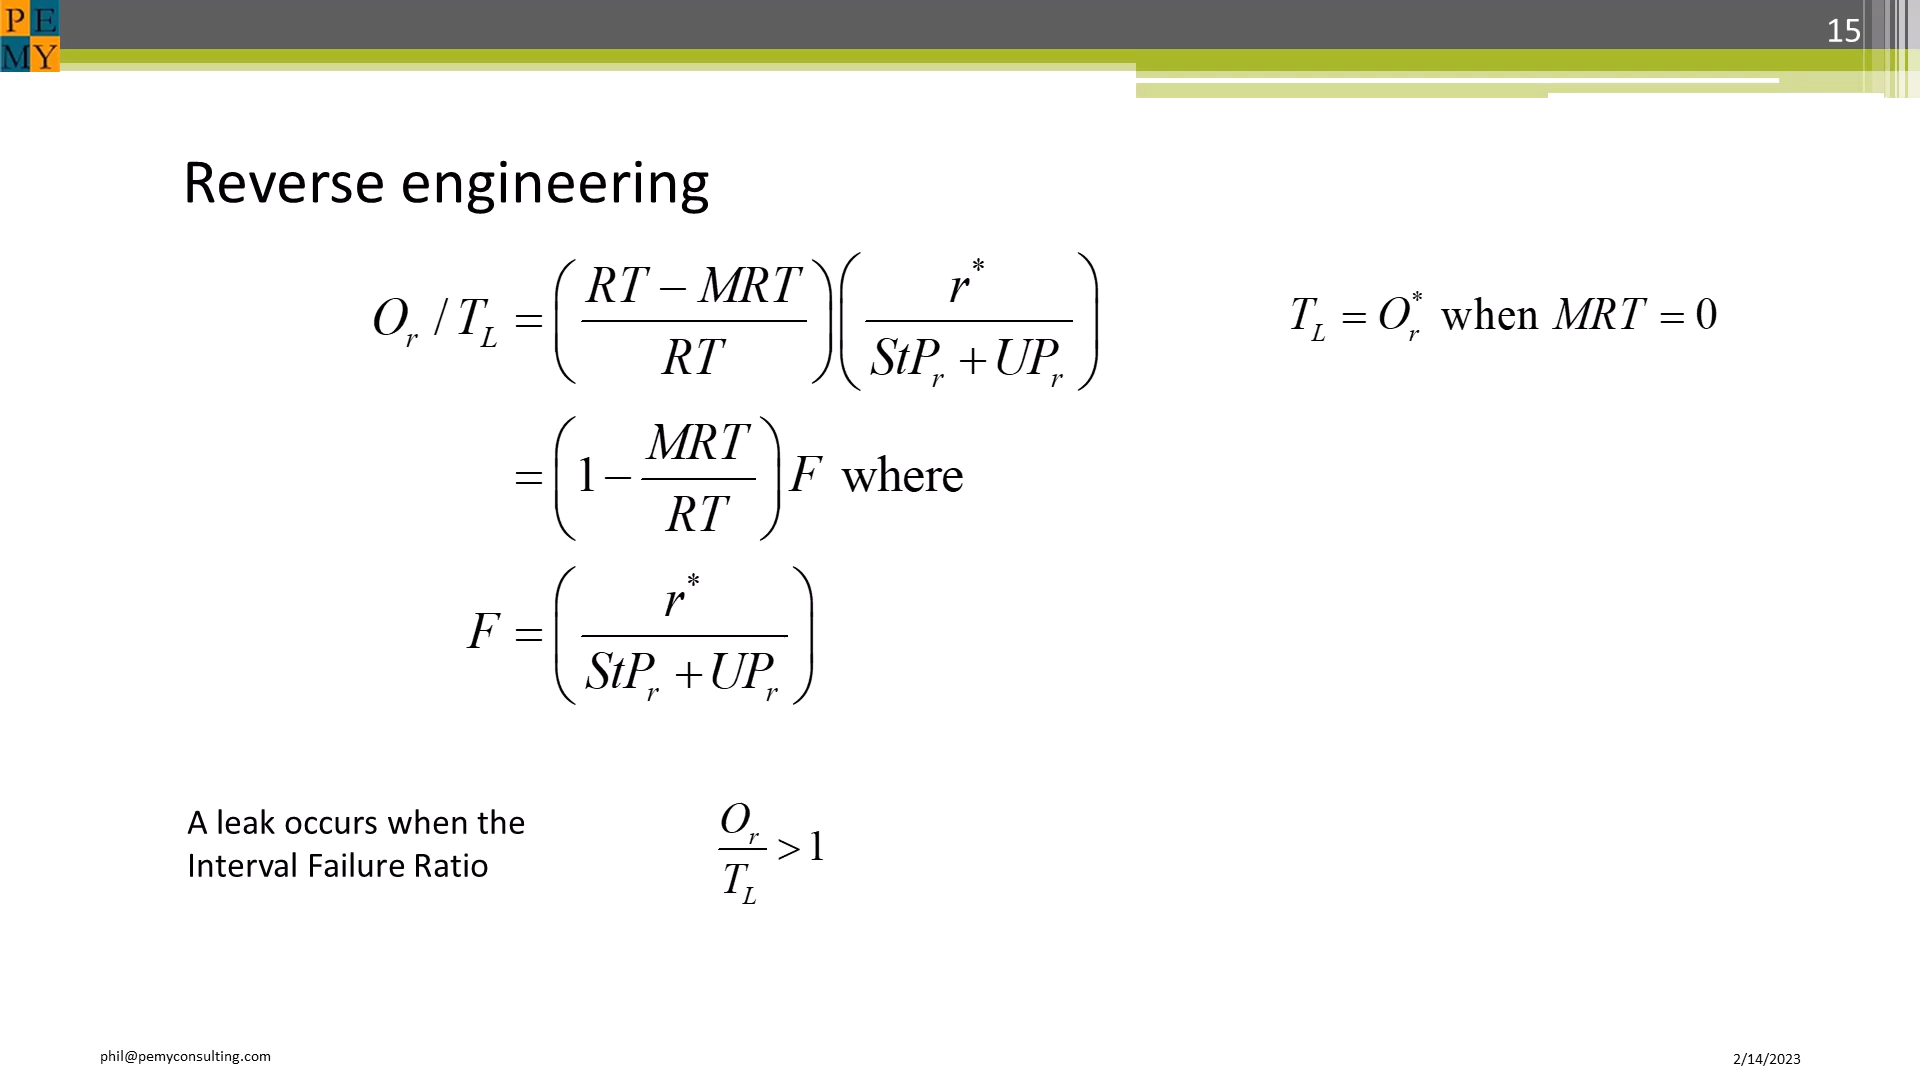 P E
M Y
15
Reverse engineering
O_r / T_L = ((RT − MRT) / RT) (r* / (StP_r + UP_r))
T_L = O_r* when MRT = 0
= (1 − MRT / RT) F where
F = (r* / (StP_r + UP_r))
A leak occurs when the
Interval Failure Ratio
O_r / T_L > 1
phil@pemyconsulting.com
2/14/2023